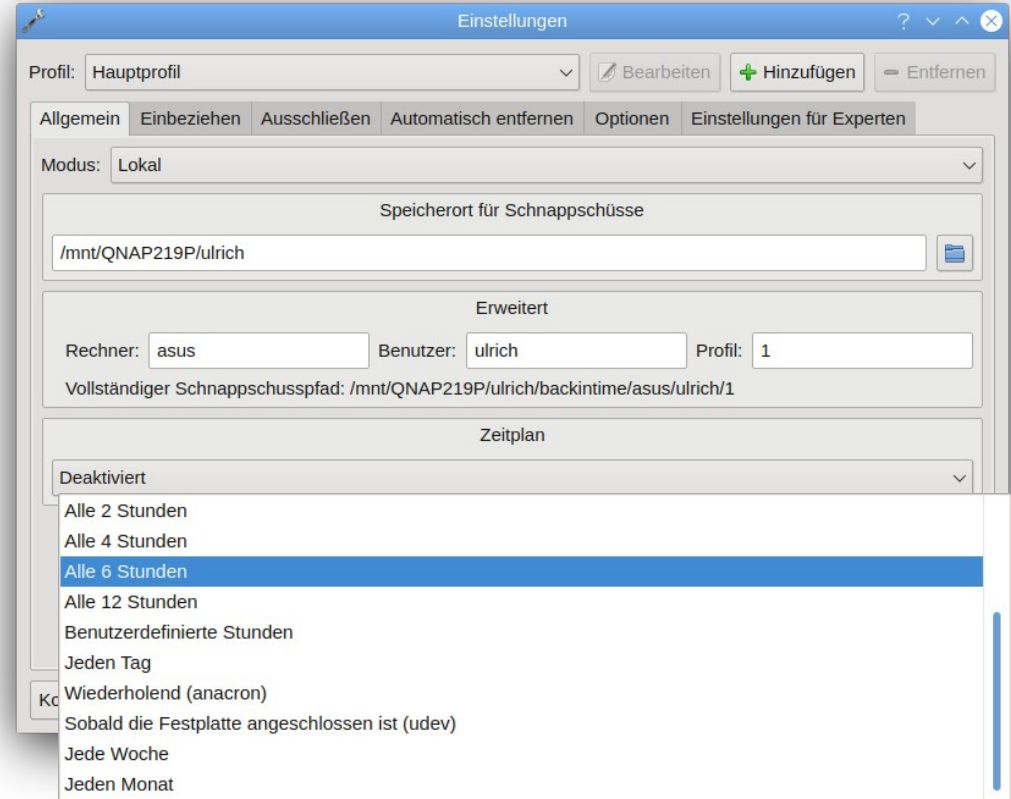 Einstellungen
Profil: Hauptprofil Bearbeiten Hinzufügen Entfernen
Allgemein Einbeziehen Ausschließen Automatisch entfernen Optionen Einstellungen für Experten
Modus: Lokal
Speicherort für Schnappschüsse
/mnt/QNAP219P/ulrich
Erweitert
Rechner: asus Benutzer: ulrich Profil: 1
Vollständiger Schnappschusspfad: /mnt/QNAP219P/ulrich/backintime/asus/ulrich/1
Zeitplan
Deaktiviert
Alle 2 Stunden
Alle 4 Stunden
Alle 6 Stunden
Alle 12 Stunden
Benutzerdefinierte Stunden
Jeden Tag
Wiederholend (anacron)
Sobald die Festplatte angeschlossen ist (udev)
Jede Woche
Jeden Monat